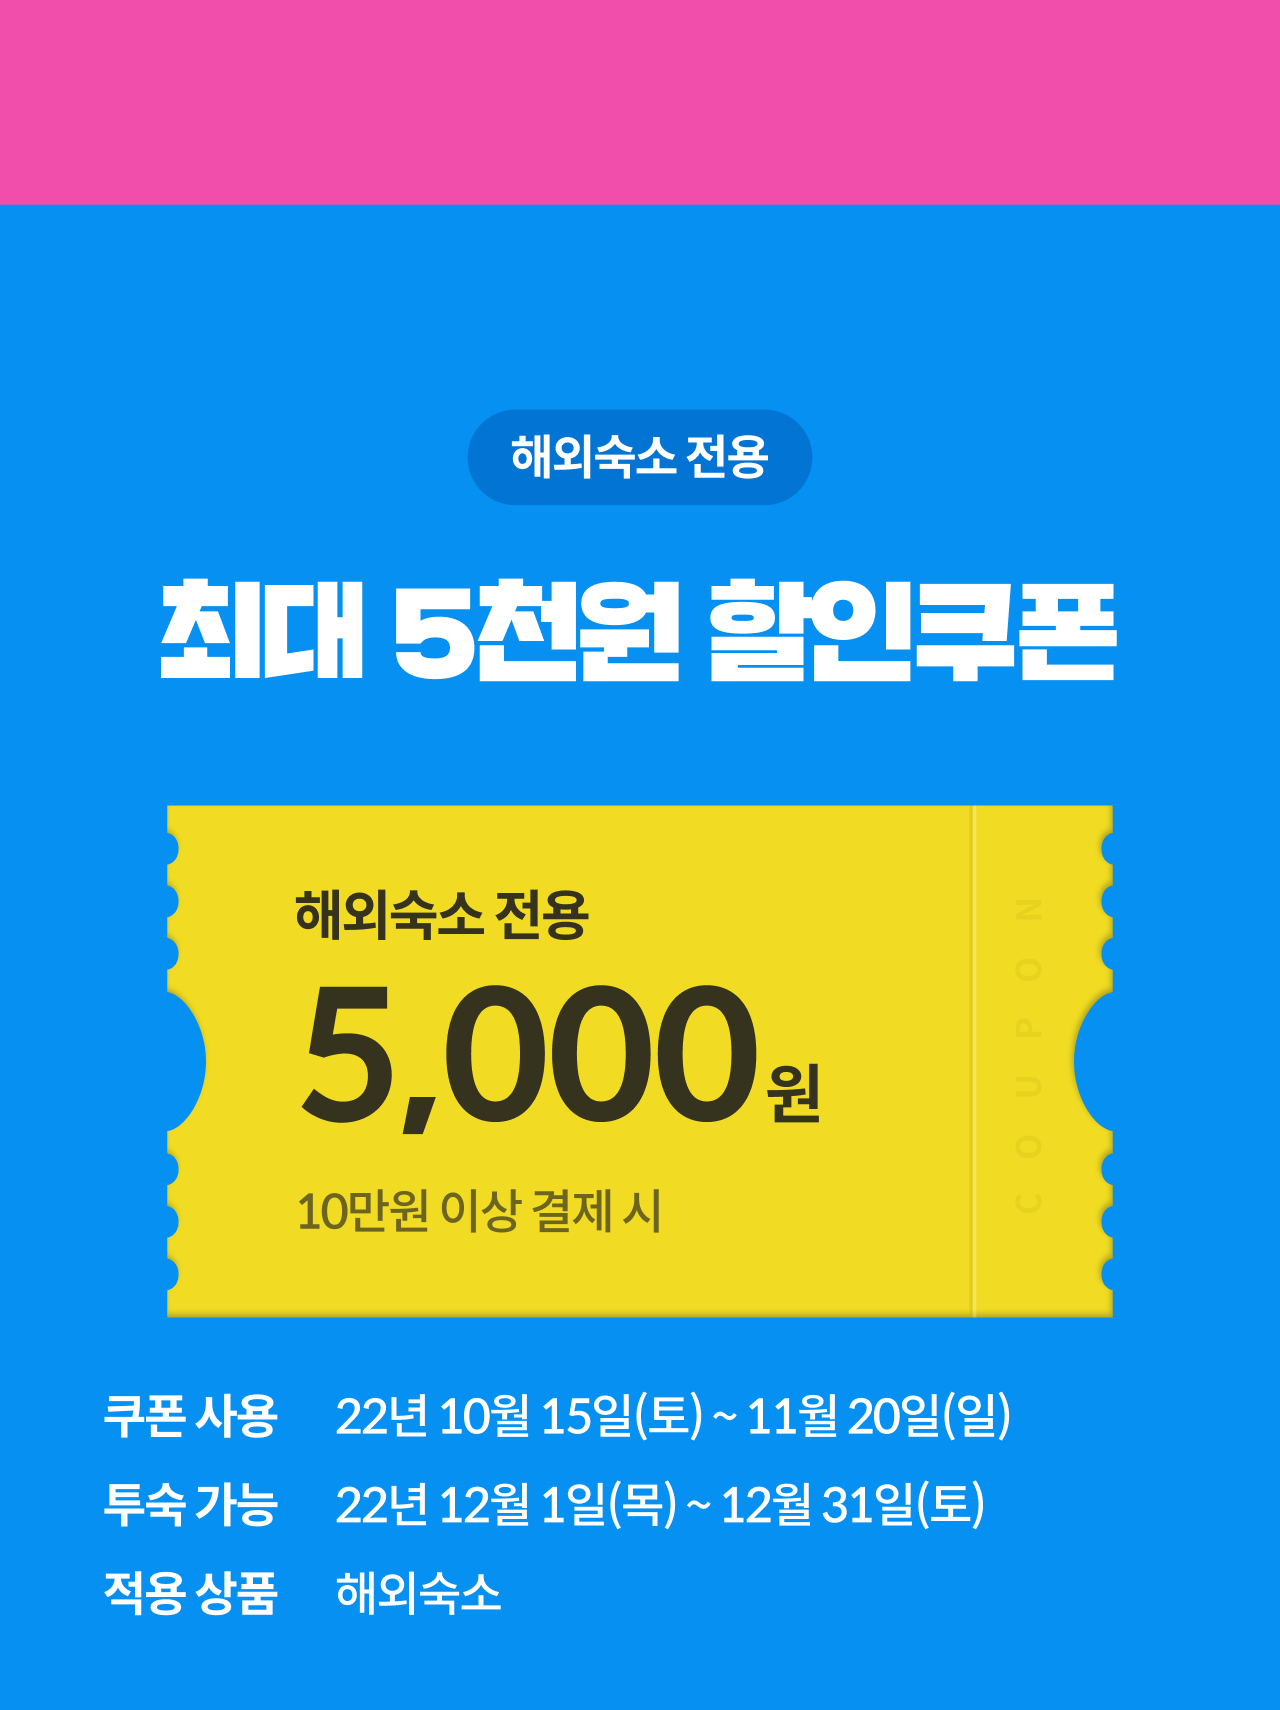 해외숙소 전용
최대 5천원 할인쿠폰
해외숙소 전용
5,000원
10만원 이상 결제 시
COUPON
쿠폰 사용 22년 10월 15일(토) ~ 11월 20일(일)
투숙 가능 22년 12월 1일(목) ~ 12월 31일(토)
적용 상품 해외숙소